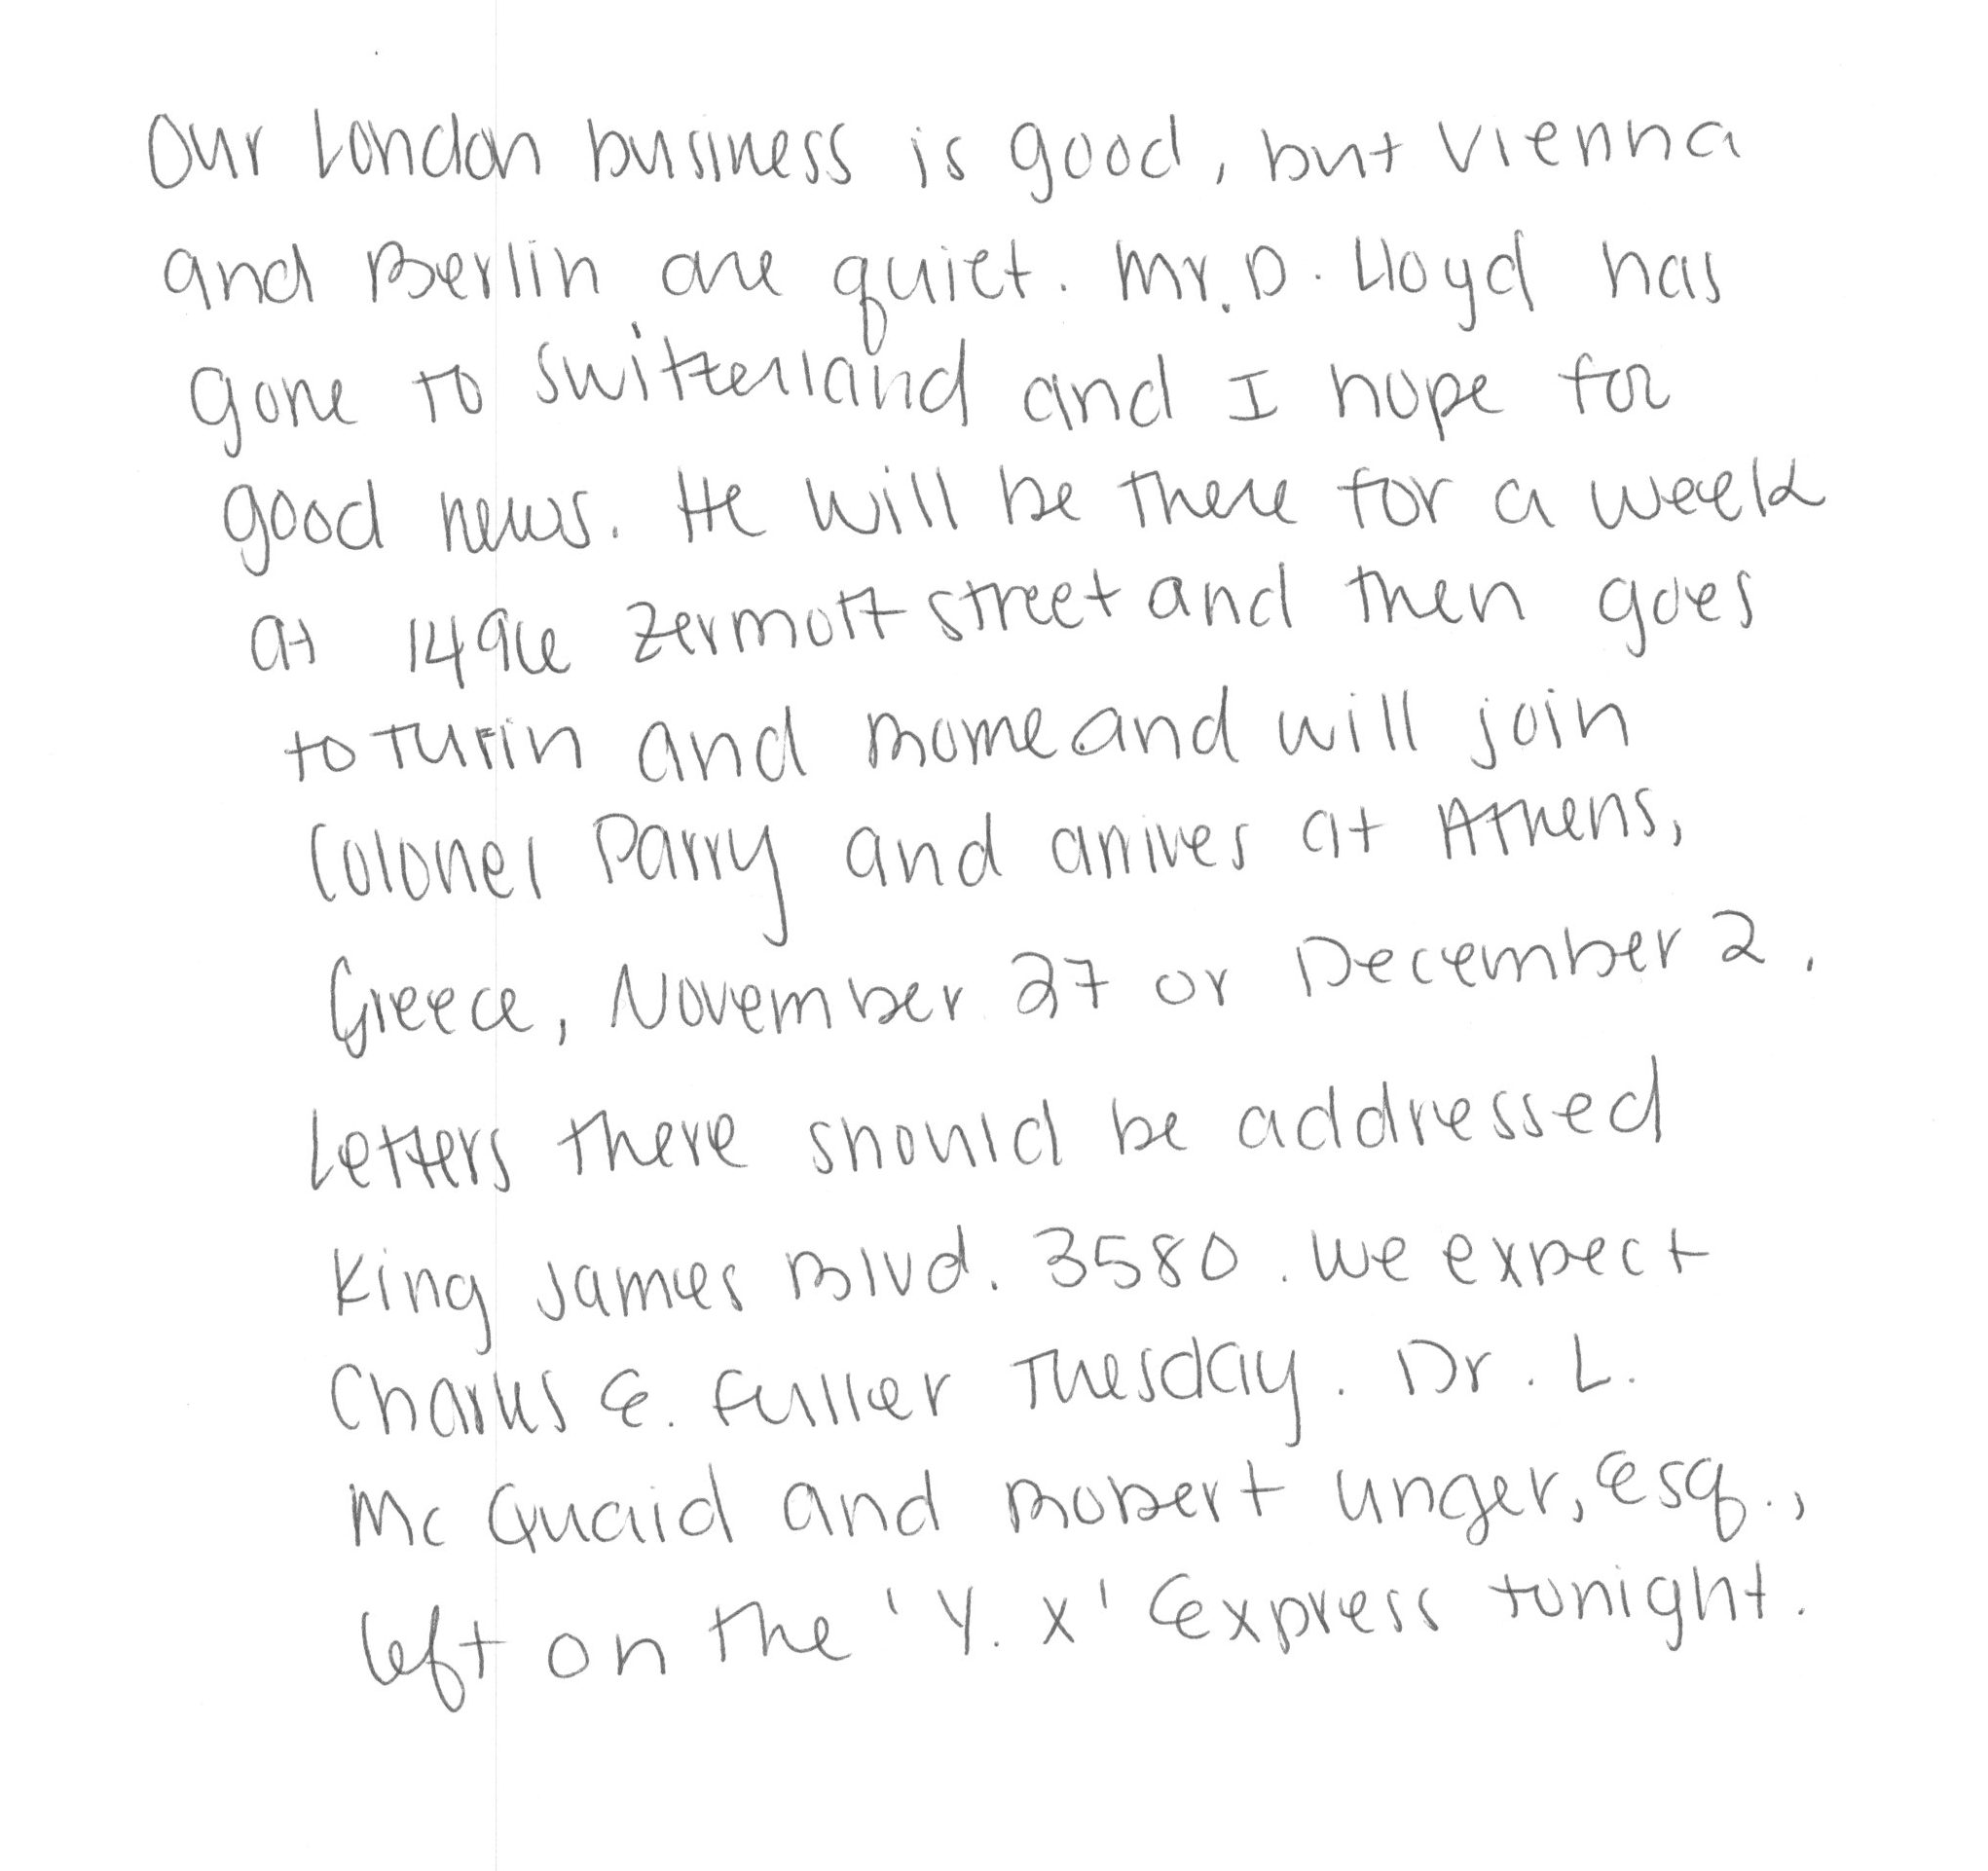 Our London business is good, but Vienna
and Berlin are quiet. Mr. D. Lloyd has
gone to Switzerland and I hope for
good news. He will be there for a week
at 1496 Zermott Street and then goes
to Turin and Rome and will join
Colonel Parry and arrives at Athens,
Greece, November 27 or December 2.
Letters there should be addressed
King James Blvd. 3580. We expect
Charles E. Fuller Tuesday. Dr. L.
McQuaid and Robert Unger, Esq.,
left on the 'Y. X' Express tonight.